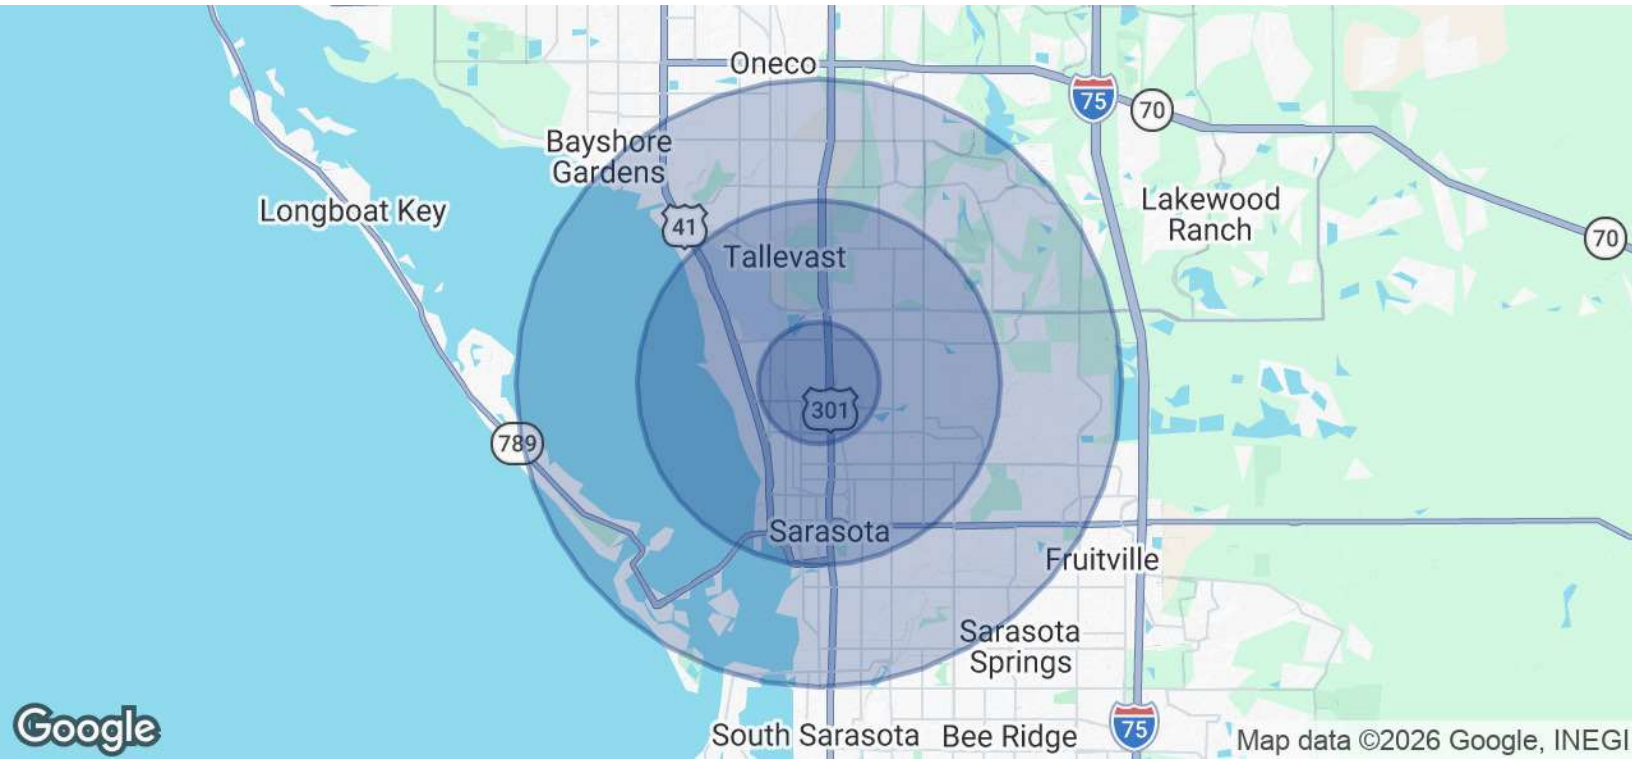 Oneco
75
70
Bayshore
Gardens
Longboat Key
Lakewood
Ranch
41
70
Tallevast
301
789
Sarasota
Fruitville
Sarasota
Springs
Google
South Sarasota
Bee Ridge
75
Map data ©2026 Google, INEGI